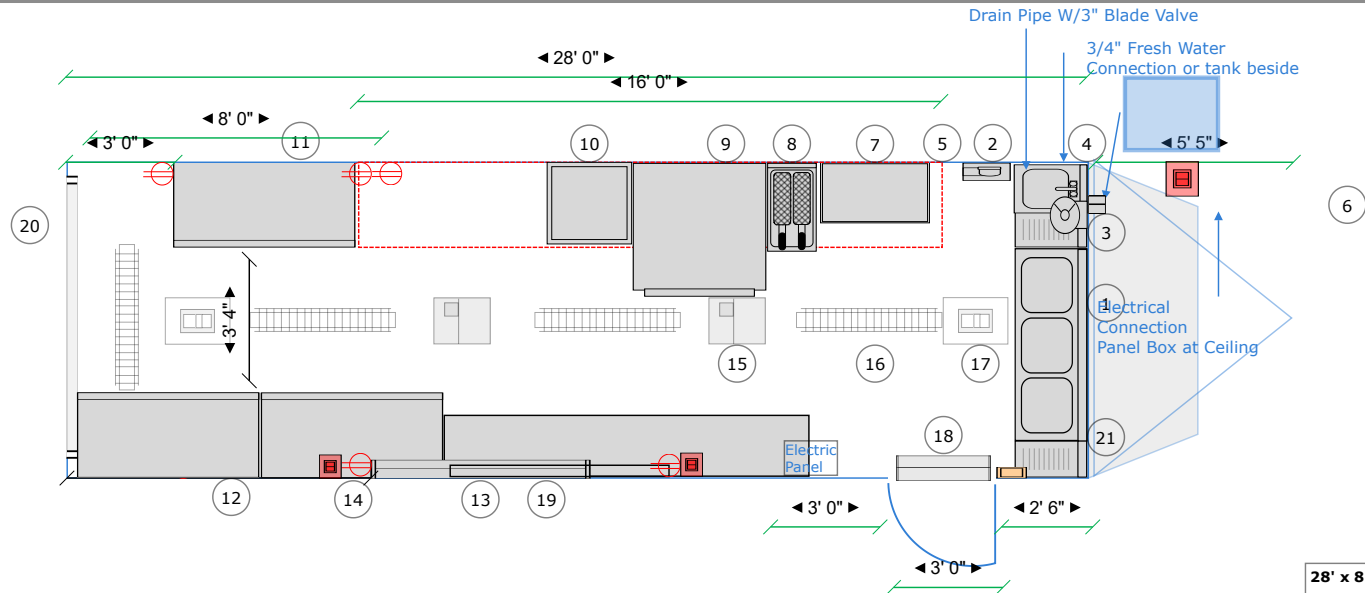 Drain Pipe W/3" Blade Valve
3/4" Fresh Water
Connection or tank beside
◄ 28' 0" ►
◄ 16' 0" ►
◄ 8' 0" ►
◄ 3' 0" ►
◄ 5' 5" ►
11
10
9
8
7
5
2
4
20
6
3
1
◄ 3' 4" ►
Electrical
Connection
Panel Box at Ceiling
15
16
17
18
21
Electric
Panel
12
14
13
19
◄ 3' 0" ►
◄ 2' 6" ►
◄ 3' 0" ►
28' x 8